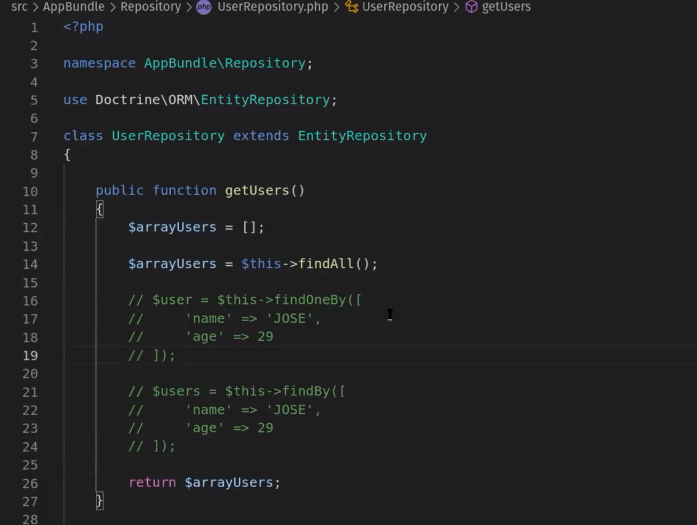 src > AppBundle > Repository > php UserRepository.php > UserRepository > getUsers
1 <?php
2
3 namespace AppBundle\Repository;
4
5 use Doctrine\ORM\EntityRepository;
6
7 class UserRepository extends EntityRepository
8 {
9
10     public function getUsers()
11     {
12         $arrayUsers = [];
13
14         $arrayUsers = $this->findAll();
15
16         // $user = $this->findOneBy([
17         //     'name' => 'JOSE',
18         //     'age' => 29
19         // ]);
20
21         // $users = $this->findBy([
22         //     'name' => 'JOSE',
23         //     'age' => 29
24         // ]);
25
26         return $arrayUsers;
27     }
28